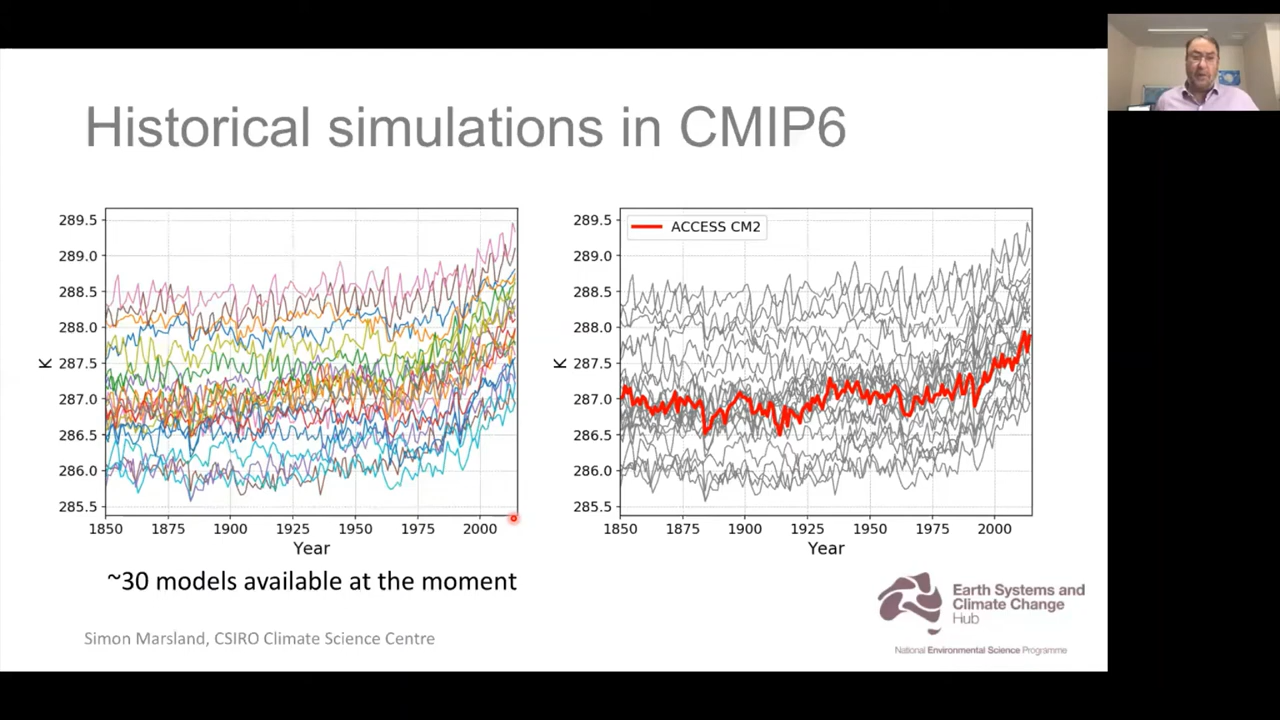 Historical simulations in CMIP6
289.5
289.0
288.5
288.0
287.5
287.0
286.5
286.0
285.5
K
1850 1875 1900 1925 1950 1975 2000
Year
ACCESS CM2
289.5
289.0
288.5
288.0
287.5
287.0
286.5
286.0
285.5
K
1850 1875 1900 1925 1950 1975 2000
Year
~30 models available at the moment
Simon Marsland, CSIRO Climate Science Centre
Earth Systems and
Climate Change
Hub
National Environmental Science Programme